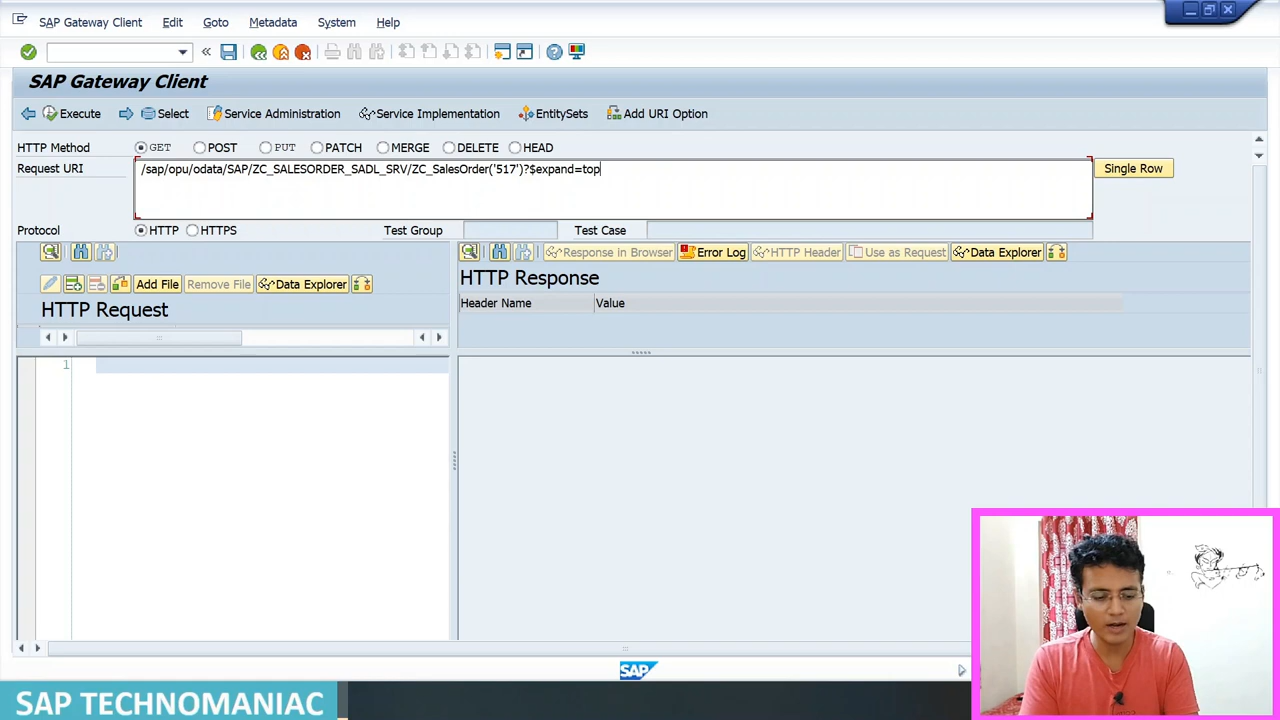 SAP Gateway Client Edit Goto Metadata System Help
SAP Gateway Client
Execute Select Service Administration Service Implementation EntitySets Add URI Option
HTTP Method GET POST PUT PATCH MERGE DELETE HEAD
Request URI /sap/opu/odata/SAP/ZC_SALESORDER_SADL_SRV/ZC_SalesOrder('517')?$expand=top Single Row
Protocol HTTP HTTPS Test Group Test Case
Response in Browser Error Log HTTP Header Use as Request Data Explorer
Add File Remove File Data Explorer
HTTP Response
HTTP Request
Header Name Value
1
SAP
SAP TECHNOMANIAC